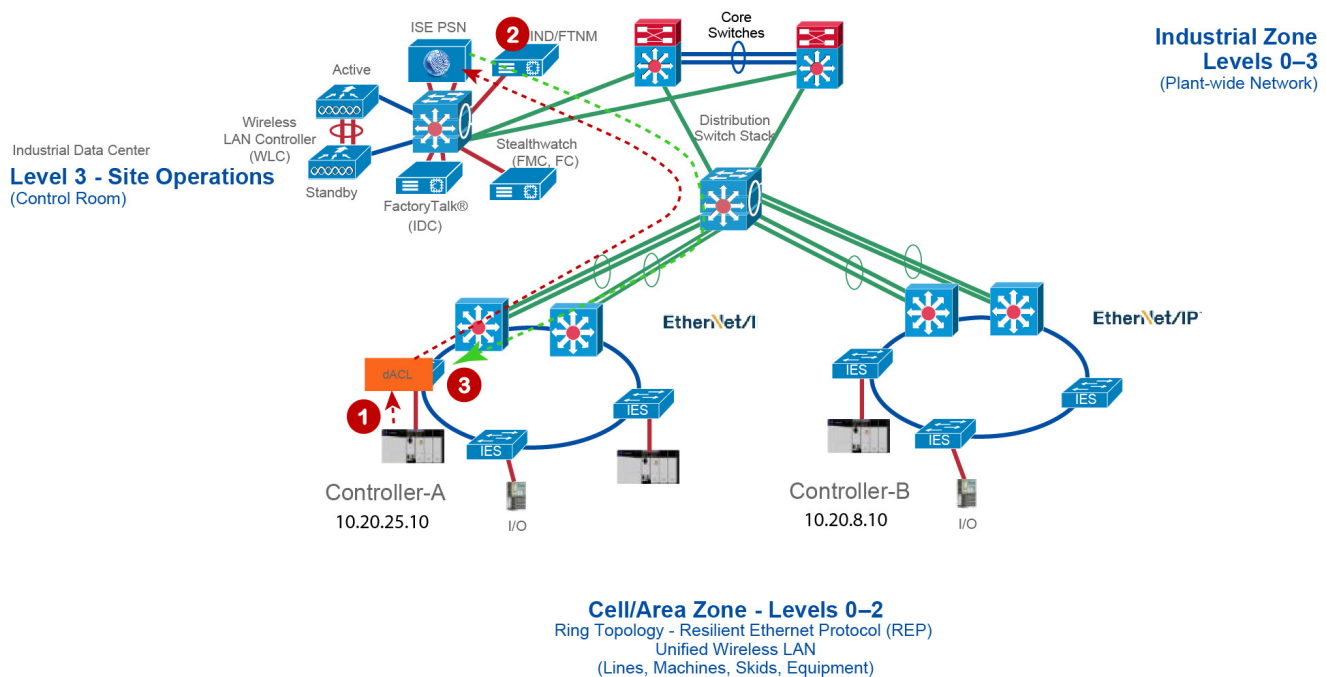 ISE PSN
2
IND/FTNM
Core
Switches
Industrial Zone
Levels 0–3
(Plant-wide Network)
Active
Wireless
LAN Controller
(WLC)
Standby
Distribution
Switch Stack
Stealthwatch
(FMC, FC)
Industrial Data Center
Level 3 - Site Operations
(Control Room)
FactoryTalk®
(IDC)
EtherNet/I
EtherNet/IP
dACL
3
1
IES
IES
IES
IES
IES
IES
Controller-A
10.20.25.10
I/O
Controller-B
10.20.8.10
I/O
Cell/Area Zone - Levels 0–2
Ring Topology - Resilient Ethernet Protocol (REP)
Unified Wireless LAN
(Lines, Machines, Skids, Equipment)